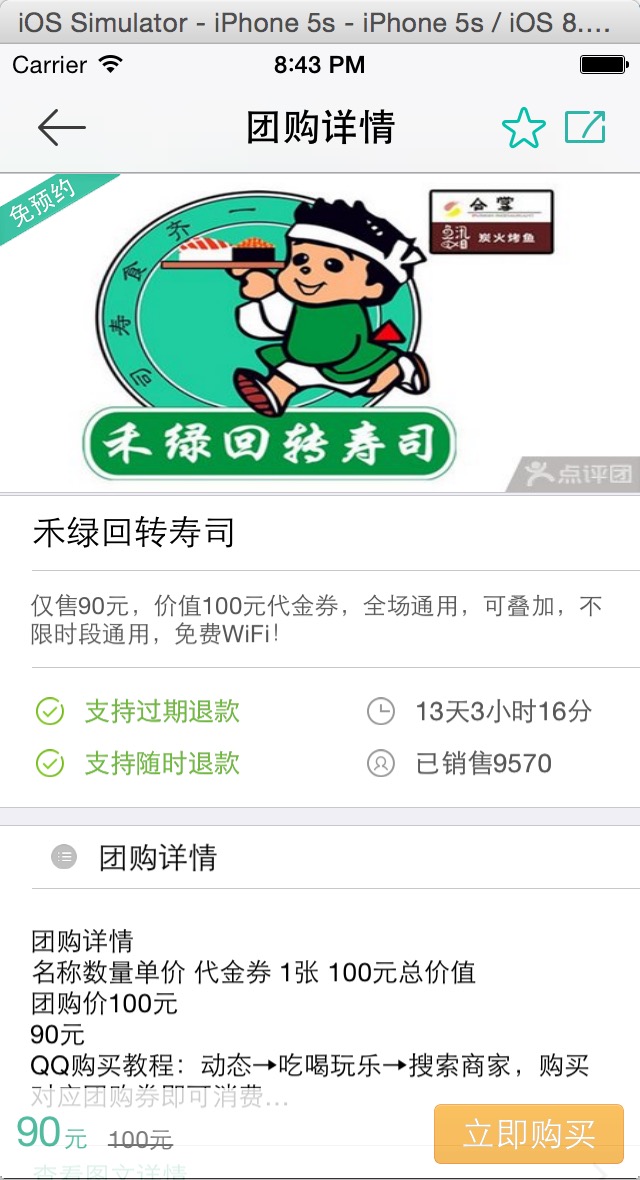 iOS Simulator - iPhone 5s - iPhone 5s / iOS 8....
Carrier 8:43 PM
团购详情
免预约
司寿食齐一
合掌
炭火烤鱼
禾绿回转寿司
点评团
禾绿回转寿司
仅售90元，价值100元代金券，全场通用，可叠加，不
限时段通用，免费WiFi！
支持过期退款 13天3小时16分
支持随时退款 已销售9570
团购详情
团购详情
名称数量单价 代金券 1张 100元总价值
团购价100元
90元
QQ购买教程：动态→吃喝玩乐→搜索商家，购买
对应团购券即可消费...
90元 100元 立即购买
查看图文详情